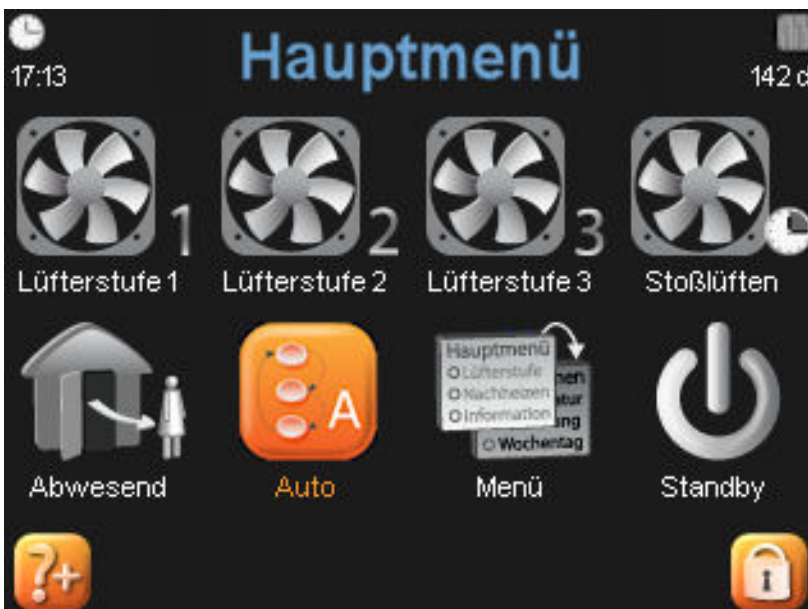 Hauptmenü
17:13
142 d
1
2
3
Lüfterstufe 1
Lüfterstufe 2
Lüfterstufe 3
Stoßlüften
Hauptmenü
Lüfterstufe
Nachheizen
Information
Wochentag
A
Abwesend
Auto
Menü
Standby
?+